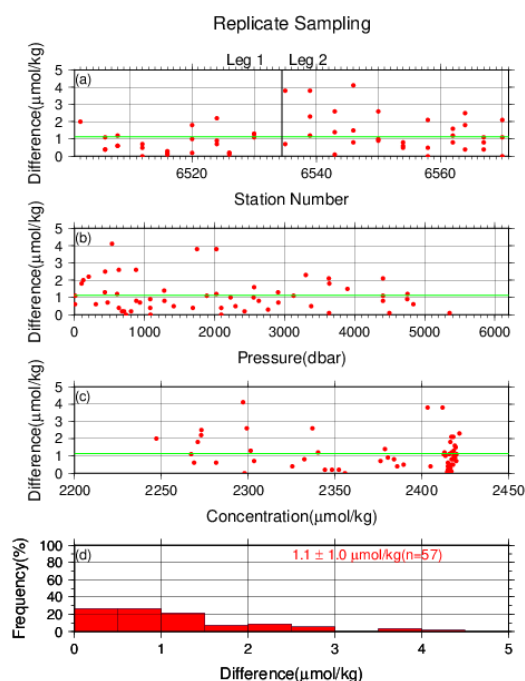 Replicate Sampling
Leg 1 Leg 2
(a)
5
4
3
2
1
0
Difference(μmol/kg)
6520 6540 6560
Station Number
(b)
5
4
3
2
1
0
Difference(μmol/kg)
0 1000 2000 3000 4000 5000 6000
Pressure(dbar)
(c)
5
4
3
2
1
0
Difference(μmol/kg)
2200 2250 2300 2350 2400 2450
Concentration(μmol/kg)
(d)
1.1 ± 1.0 μmol/kg(n=57)
100
80
60
40
20
0
Frequency(%)
0 1 2 3 4 5
Difference(μmol/kg)